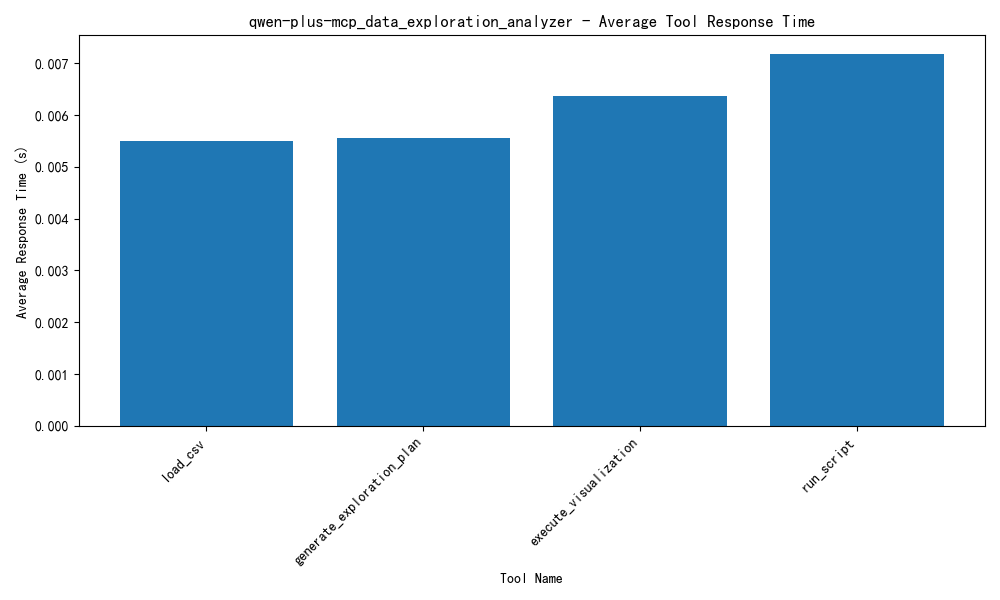 qwen-plus-mcp_data_exploration_analyzer - Average Tool Response Time
Average Response Time (s)
0.007
0.006
0.005
0.004
0.003
0.002
0.001
0.000
load_csv
generate_exploration_plan
execute_visualization
run_script
Tool Name